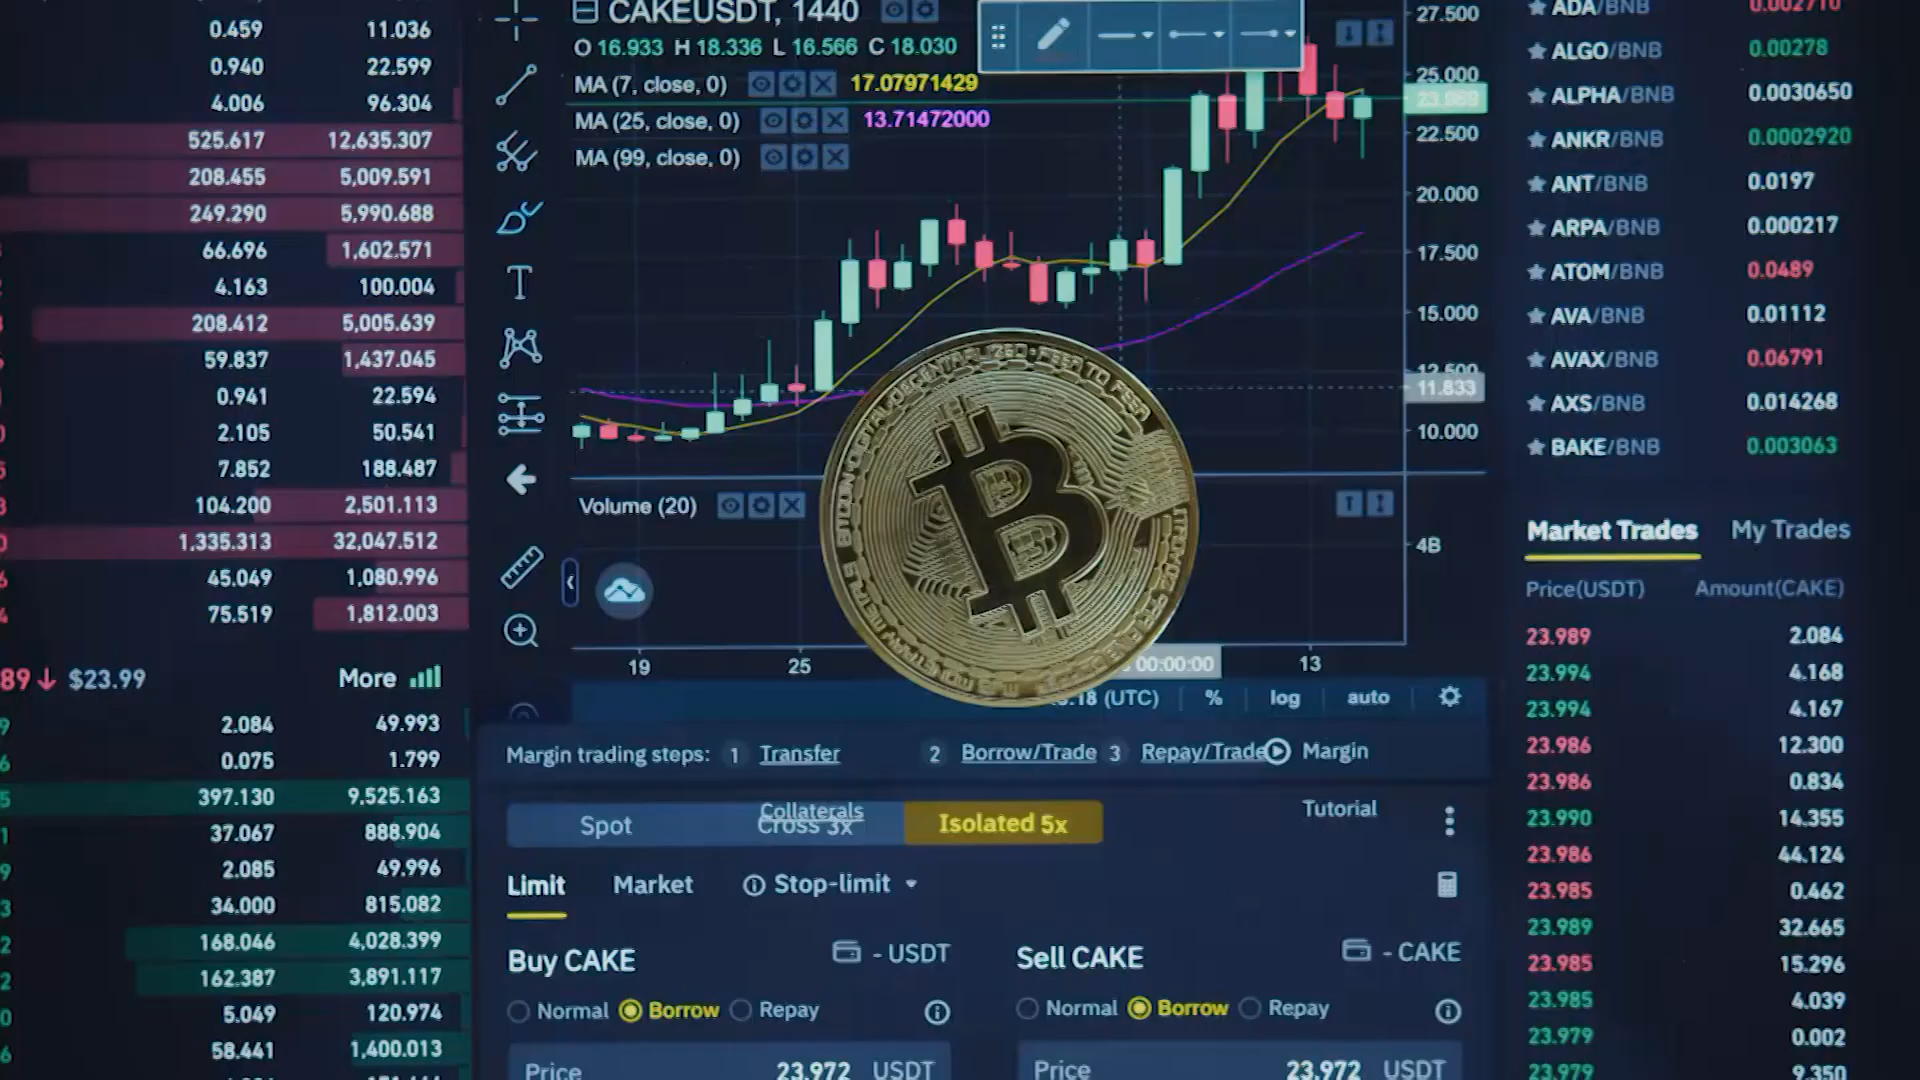 0.459 11.036
0.940 22.599
4.006 96.304
525.617 12,635.307
208.455 5,009.591
249.290 5,990.688
66.696 1,602.571
4.163 100.004
208.412 5,005.639
59.837 1,437.045
0.941 22.594
2.105 50.541
7.852 188.487
104.200 2,501.113
1,335.313 32,047.512
45.049 1,080.996
75.519 1,812.003
89 ↓ $23.99 More
2.084 49.993
0.075 1.799
397.130 9,525.163
37.067 888.904
2.085 49.996
34.000 815.082
168.046 4,028.399
162.387 3,891.117
5.049 120.974
58.441 1,400.013
CAKEUSDT, 1440
O 16.933 H 18.336 L 16.566 C 18.030
MA (7, close, 0) 17.07971429
MA (25, close, 0) 13.71472000
MA (99, close, 0)
27.500
25.000
23.989
22.500
20.000
17.500
15.000
12.500
11.833
10.000
Volume (20)
4B
19 25 00:00:00 13
:18 (UTC) % log auto
Margin trading steps: 1 Transfer 2 Borrow/Trade 3 Repay/Trade Margin
Collaterals Tutorial
Spot Cross 3x Isolated 5x
Limit Market Stop-limit
Buy CAKE - USDT
Normal Borrow Repay
Price 23.972 USDT
Sell CAKE - CAKE
Normal Borrow Repay
Price 23.972 USDT
ADA/BNB 0.002710
ALGO/BNB 0.00278
ALPHA/BNB 0.0030650
ANKR/BNB 0.0002920
ANT/BNB 0.0197
ARPA/BNB 0.000217
ATOM/BNB 0.0489
AVA/BNB 0.01112
AVAX/BNB 0.06791
AXS/BNB 0.014268
BAKE/BNB 0.003063
Market Trades My Trades
Price(USDT) Amount(CAKE)
23.989 2.084
23.994 4.168
23.994 4.167
23.986 12.300
23.986 0.834
23.990 14.355
23.986 44.124
23.985 0.462
23.989 32.665
23.985 15.296
23.985 4.039
23.979 0.002
23.979 9.350